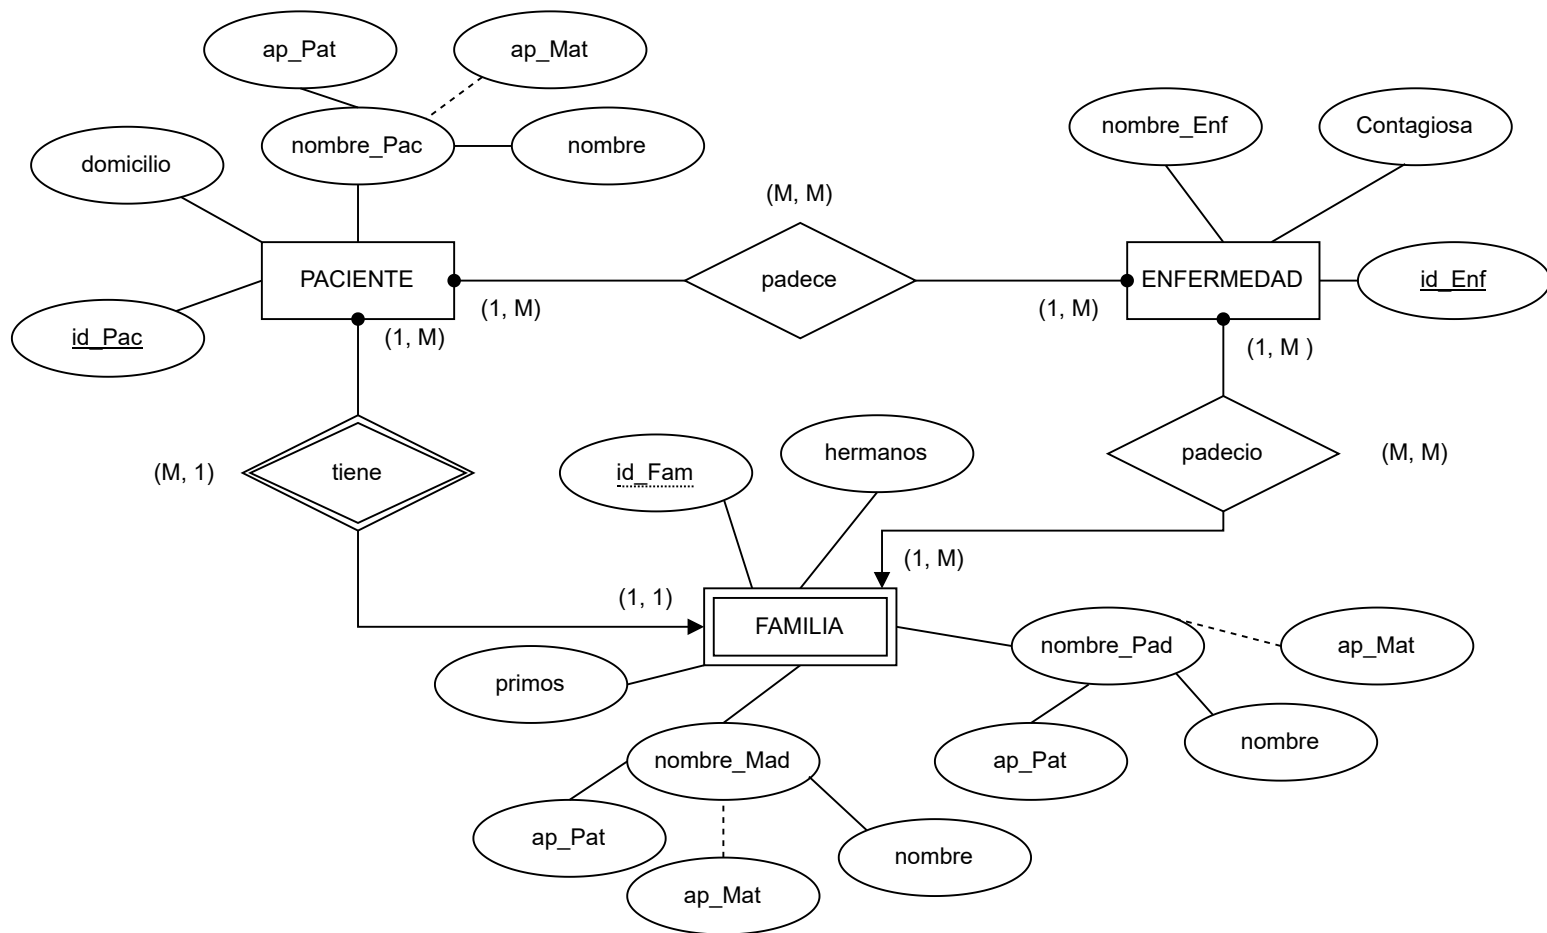 ap_Pat
ap_Mat
nombre_Pac
nombre
domicilio
nombre_Enf
Contagiosa
(M, M)
PACIENTE
padece
ENFERMEDAD
id_Enf
(1, M)
(1, M)
id_Pac
(1, M)
(1, M )
hermanos
padecio
(M, M)
(M, 1)
tiene
id_Fam
(1, M)
(1, 1)
FAMILIA
nombre_Pad
ap_Mat
primos
nombre
nombre_Mad
ap_Pat
ap_Pat
nombre
ap_Mat